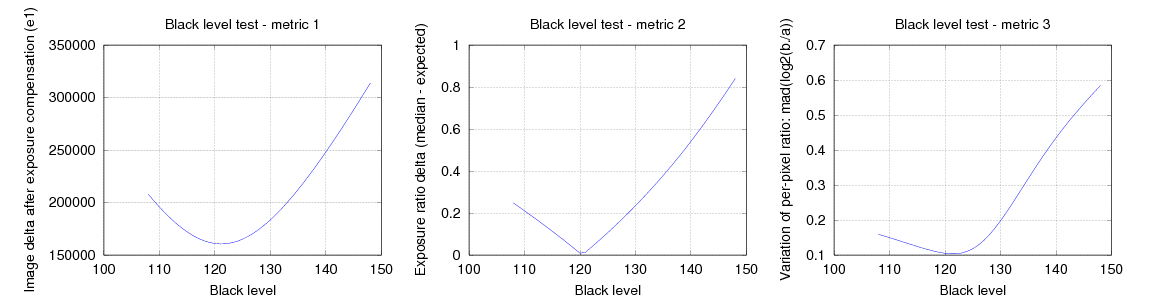 Black level test - metric 1
Image delta after exposure compensation (e1)
350000
300000
250000
200000
150000
100 110 120 130 140 150
Black level
Black level test - metric 2
Exposure ratio delta (median - expected)
1
0.8
0.6
0.4
0.2
0
100 110 120 130 140 150
Black level
Black level test - metric 3
Variation of per-pixel ratio: mad(log2(b./a))
0.7
0.6
0.5
0.4
0.3
0.2
0.1
100 110 120 130 140 150
Black level